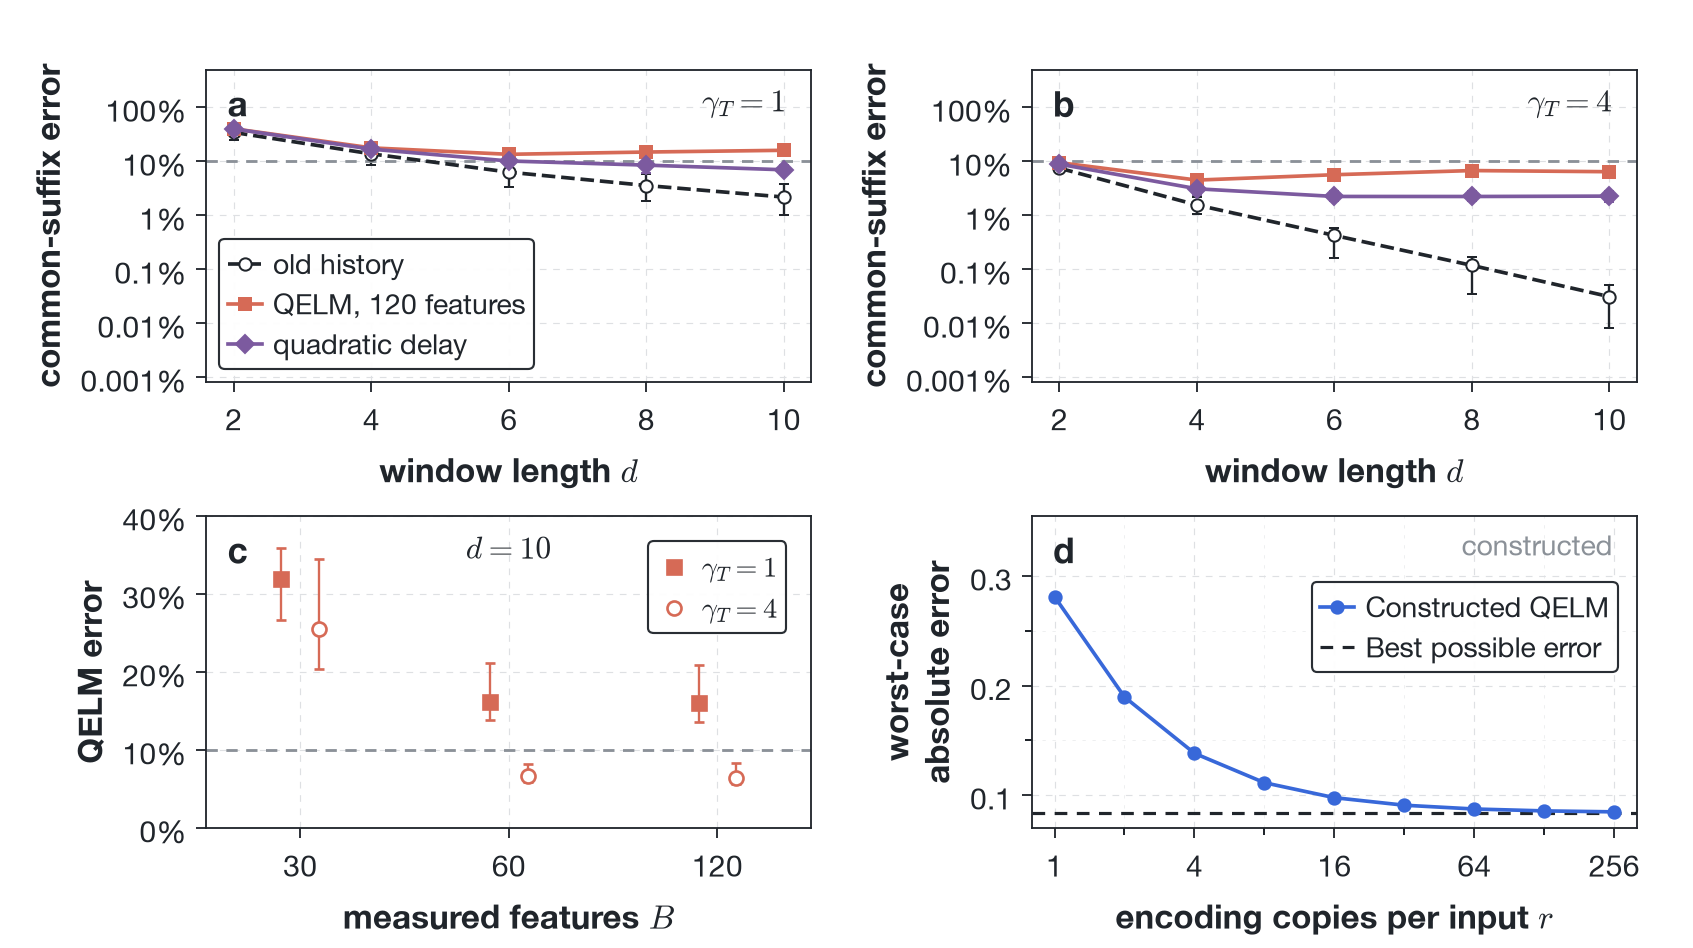 a
γ_T = 1
common-suffix error
100%
10%
1%
0.1%
0.01%
0.001%
old history
QELM, 120 features
quadratic delay
2 4 6 8 10
window length d
b
γ_T = 4
common-suffix error
100%
10%
1%
0.1%
0.01%
0.001%
2 4 6 8 10
window length d
c
d = 10
γ_T = 1
γ_T = 4
QELM error
40%
30%
20%
10%
0%
30 60 120
measured features B
d
constructed
Constructed QELM
Best possible error
worst-case
absolute error
0.3
0.2
0.1
1 4 16 64 256
encoding copies per input r